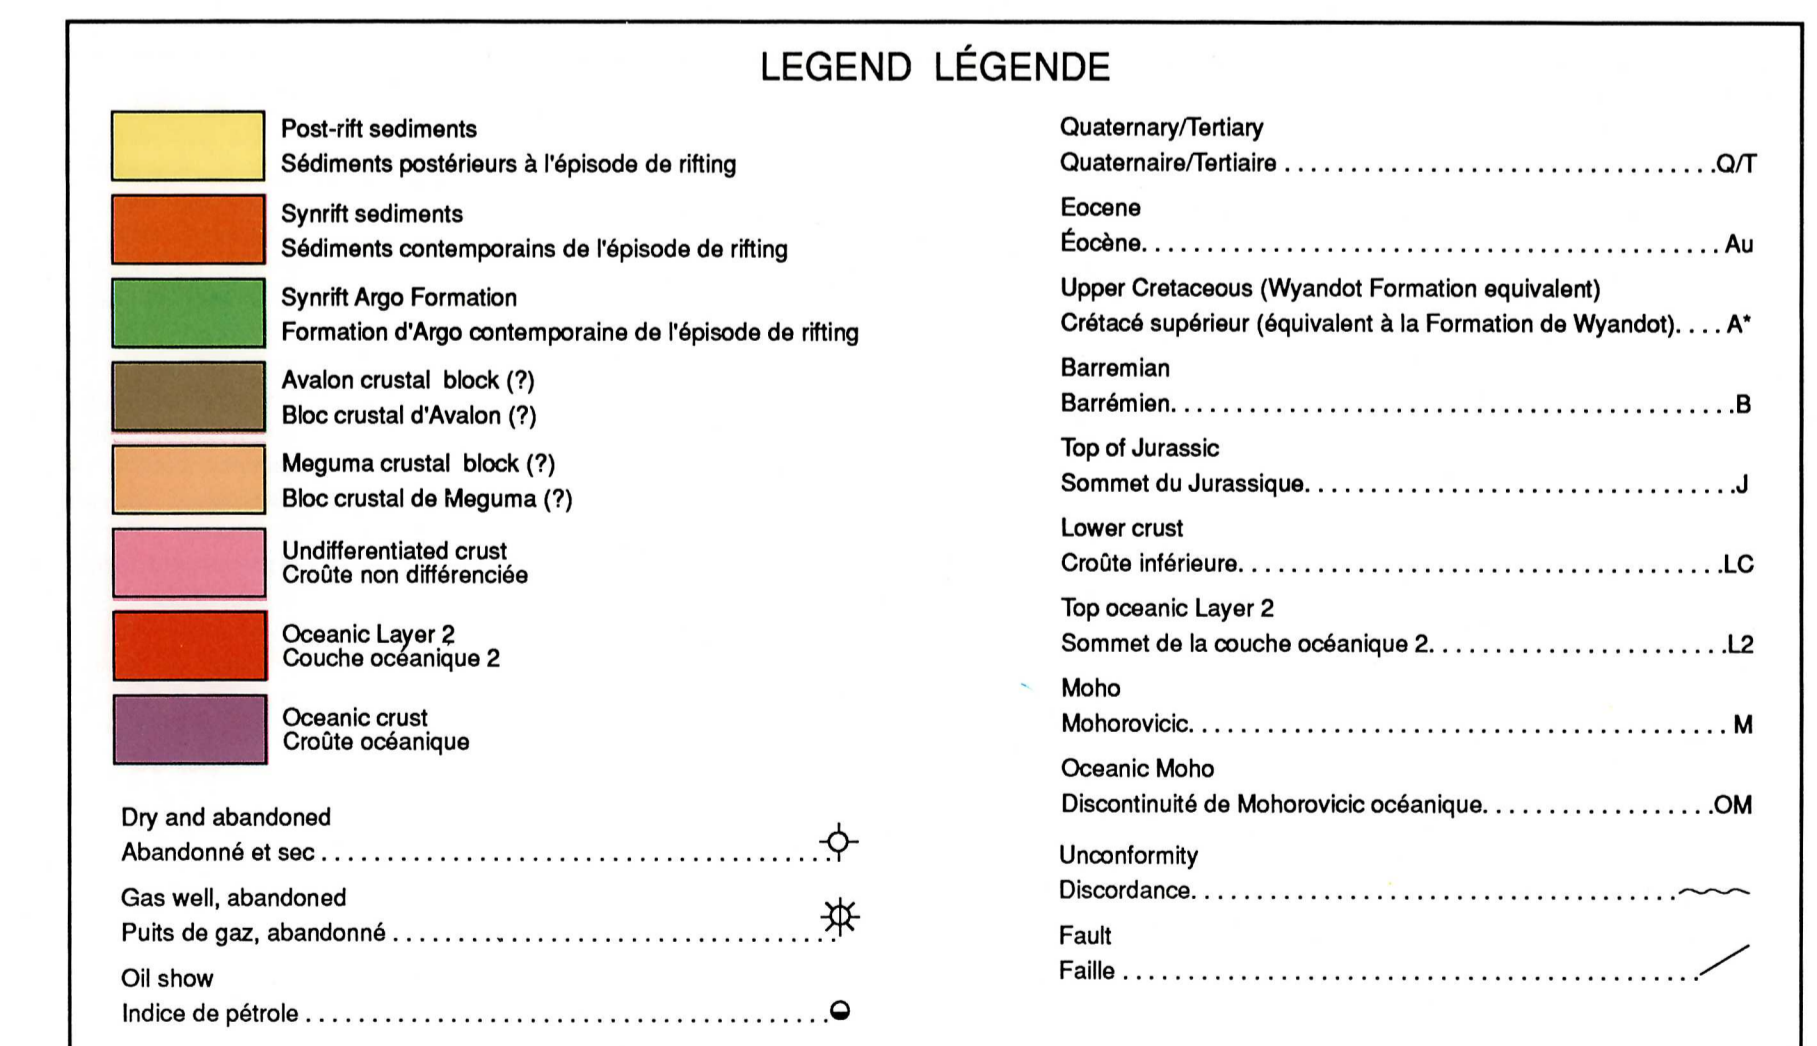 LEGEND LÉGENDE
Post-rift sediments
Sédiments postérieurs à l'épisode de rifting
Synrift sediments
Sédiments contemporains de l'épisode de rifting
Synrift Argo Formation
Formation d'Argo contemporaine de l'épisode de rifting
Avalon crustal block (?)
Bloc crustal d'Avalon (?)
Meguma crustal block (?)
Bloc crustal de Meguma (?)
Undifferentiated crust
Croûte non différenciée
Oceanic Layer 2
Couche océanique 2
Oceanic crust
Croûte océanique
Dry and abandoned
Abandonné et sec
Gas well, abandoned
Puits de gaz, abandonné
Oil show
Indice de pétrole
Quaternary/Tertiary
Quaternaire/Tertiaire Q/T
Eocene
Éocène Au
Upper Cretaceous (Wyandot Formation equivalent)
Crétacé supérieur (équivalent à la Formation de Wyandot) A*
Barremian
Barrémien B
Top of Jurassic
Sommet du Jurassique J
Lower crust
Croûte inférieure LC
Top oceanic Layer 2
Sommet de la couche océanique 2 L2
Moho
Mohorovicic M
Oceanic Moho
Discontinuité de Mohorovicic océanique OM
Unconformity
Discordance
Fault
Faille